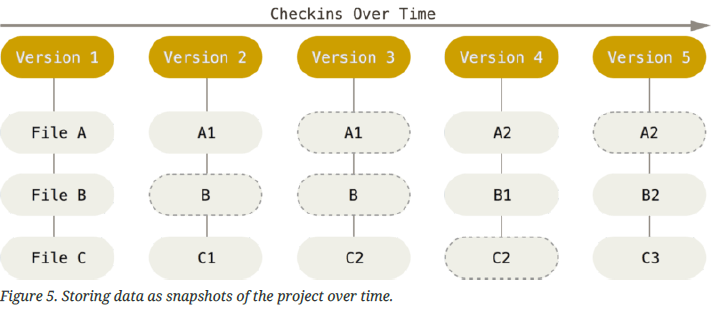 Checkins Over Time
Version 1 Version 2 Version 3 Version 4 Version 5
File A A1 A1 A2 A2
File B B B B1 B2
File C C1 C2 C2 C3
Figure 5. Storing data as snapshots of the project over time.